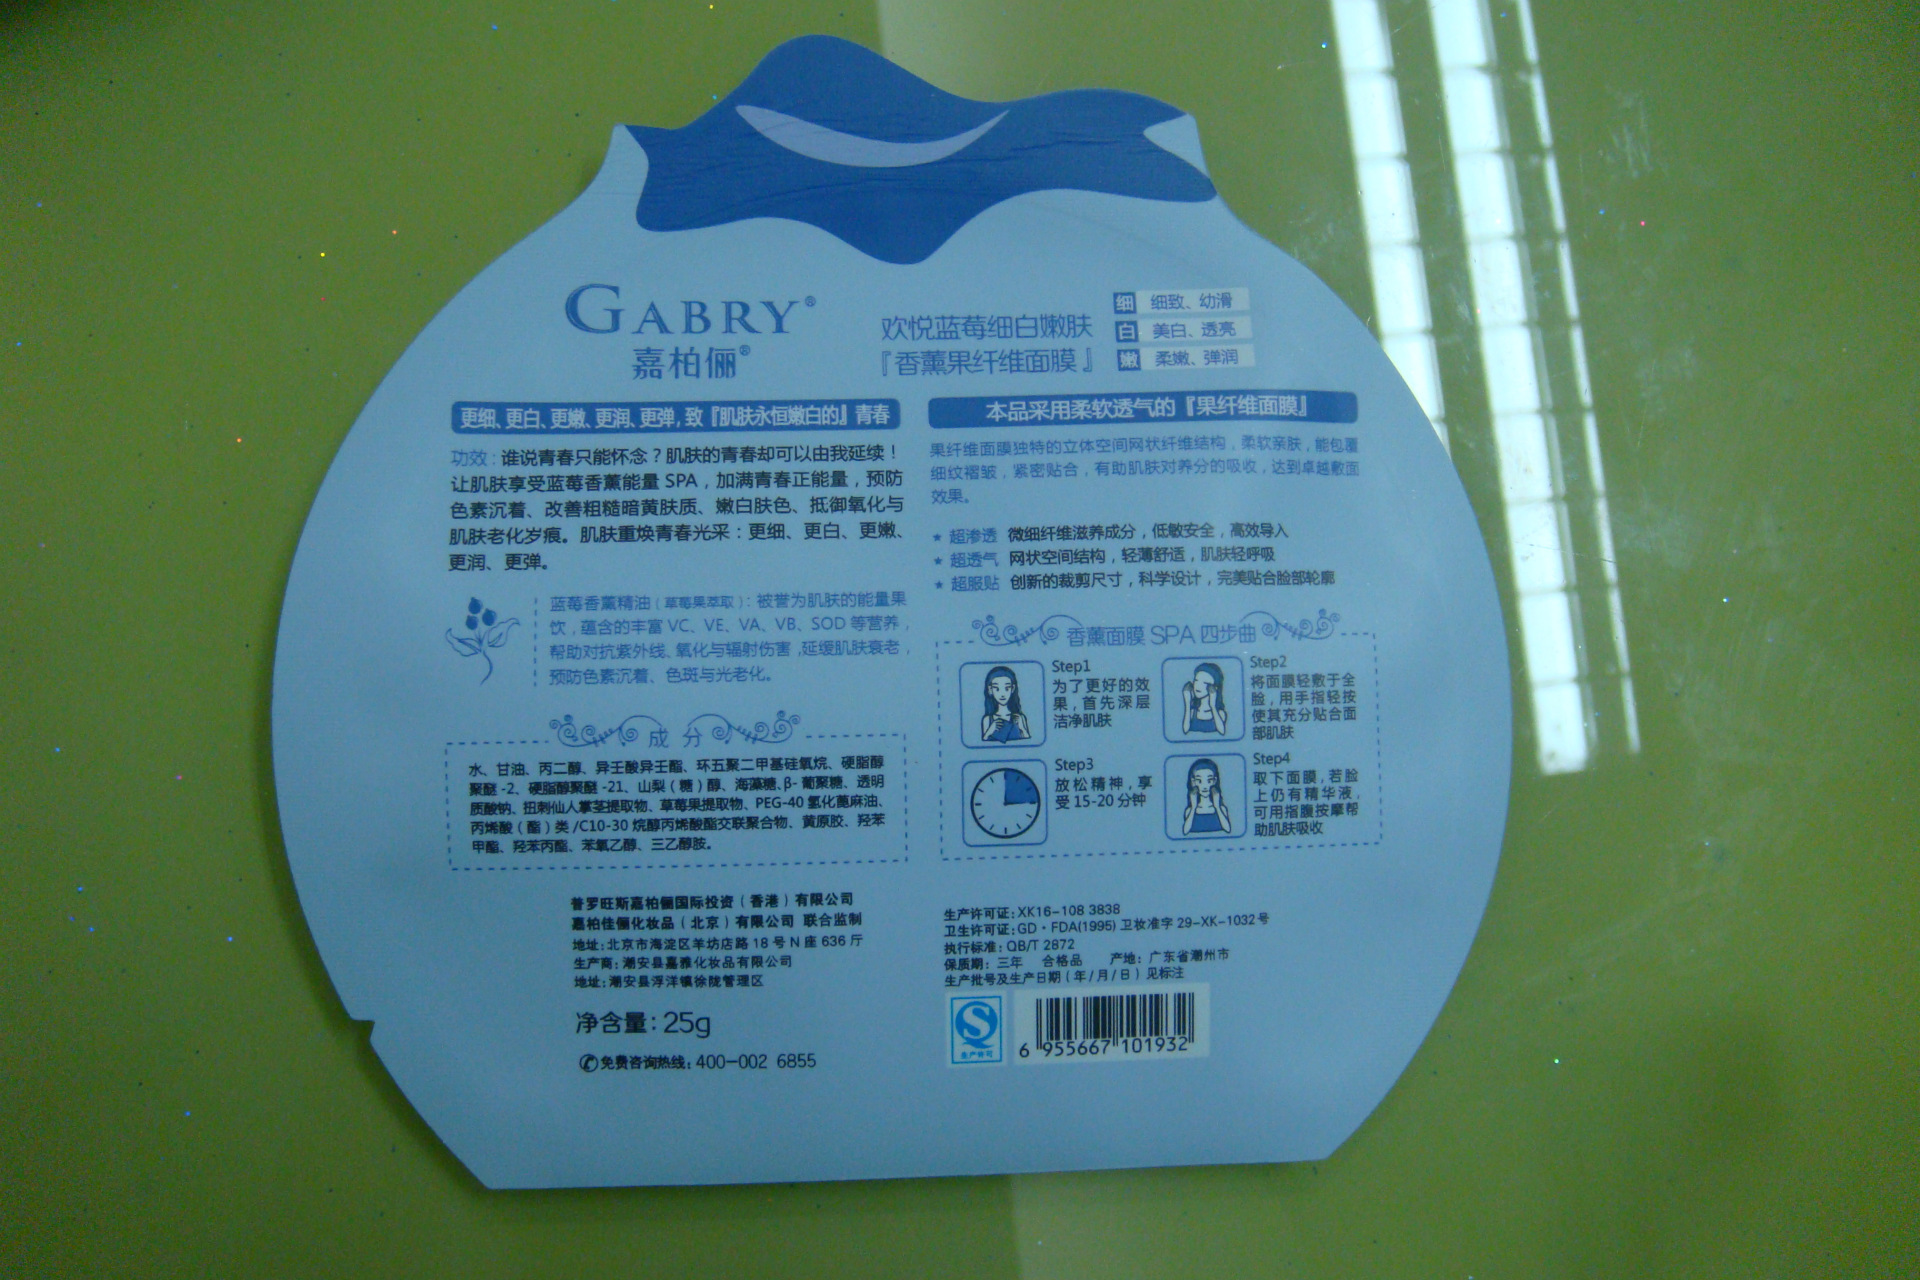 GABRY®
嘉柏俪®
欢悦蓝莓细白嫩肤
『香薰果纤维面膜』
细 细致、幼滑
白 美白、透亮
嫩 柔嫩、弹润
更细、更白、更嫩、更润、更弹，致『肌肤永恒嫩白的』青春
功效：谁说青春只能怀念？肌肤的青春却可以由我延续！
让肌肤享受蓝莓香薰能量 SPA，加满青春正能量，预防
色素沉着、改善粗糙暗黄肤质、嫩白肤色、抵御氧化与
肌肤老化岁痕。肌肤重焕青春光采：更细、更白、更嫩、
更润、更弹。
蓝莓香薰精油（草莓果萃取）：被誉为肌肤的能量果
饮，蕴含的丰富 VC、VE、VA、VB、SOD 等营养，
帮助对抗紫外线、氧化与辐射伤害，延缓肌肤衰老，
预防色素沉着、色斑与光老化。
成分
水、甘油、丙二醇、异壬酸异壬酯、环五聚二甲基硅氧烷、硬脂醇
聚醚 -2、硬脂醇聚醚 -21、山梨（糖）醇、海藻糖、β- 葡聚糖、透明
质酸钠、扭刺仙人掌茎提取物、草莓果提取物、PEG-40 氢化蓖麻油、
丙烯酸（酯）类 /C10-30 烷醇丙烯酸酯交联聚合物、黄原胶、羟苯
甲酯、羟苯丙酯、苯氧乙醇、三乙醇胺。
普罗旺斯嘉柏俪国际投资（香港）有限公司
嘉柏佳俪化妆品（北京）有限公司 联合监制
地址：北京市海淀区羊坊店路 18 号 N 座 636 厅
生产商：潮安县嘉雅化妆品有限公司
地址：潮安县浮洋镇徐陇管理区
净含量：25g
免费咨询热线：400-002 6855
本品采用柔软透气的『果纤维面膜』
果纤维面膜独特的立体空间网状纤维结构，柔软亲肤，能包覆
细纹褶皱，紧密贴合，有助肌肤对养分的吸收，达到卓越敷面
效果。
★ 超渗透 微细纤维滋养成分，低敏安全，高效导入
★ 超透气 网状空间结构，轻薄舒适，肌肤轻呼吸
★ 超服贴 创新的裁剪尺寸，科学设计，完美贴合脸部轮廓
香薰面膜 SPA 四步曲
Step1
为了更好的效
果，首先深层
洁净肌肤
Step2
将面膜轻敷于全
脸，用手指轻按
使其充分贴合面
部肌肤
Step3
放松精神，享
受 15-20 分钟
Step4
取下面膜，若脸
上仍有精华液，
可用指腹按摩帮
助肌肤吸收
生产许可证：XK16-108 3838
卫生许可证：GD·FDA(1995) 卫妆准字 29-XK-1032号
执行标准：QB/T 2872
保质期：三年 合格品 产地：广东省潮州市
生产批号及生产日期（年/月/日）见标注
生产许可
6 955667 101932